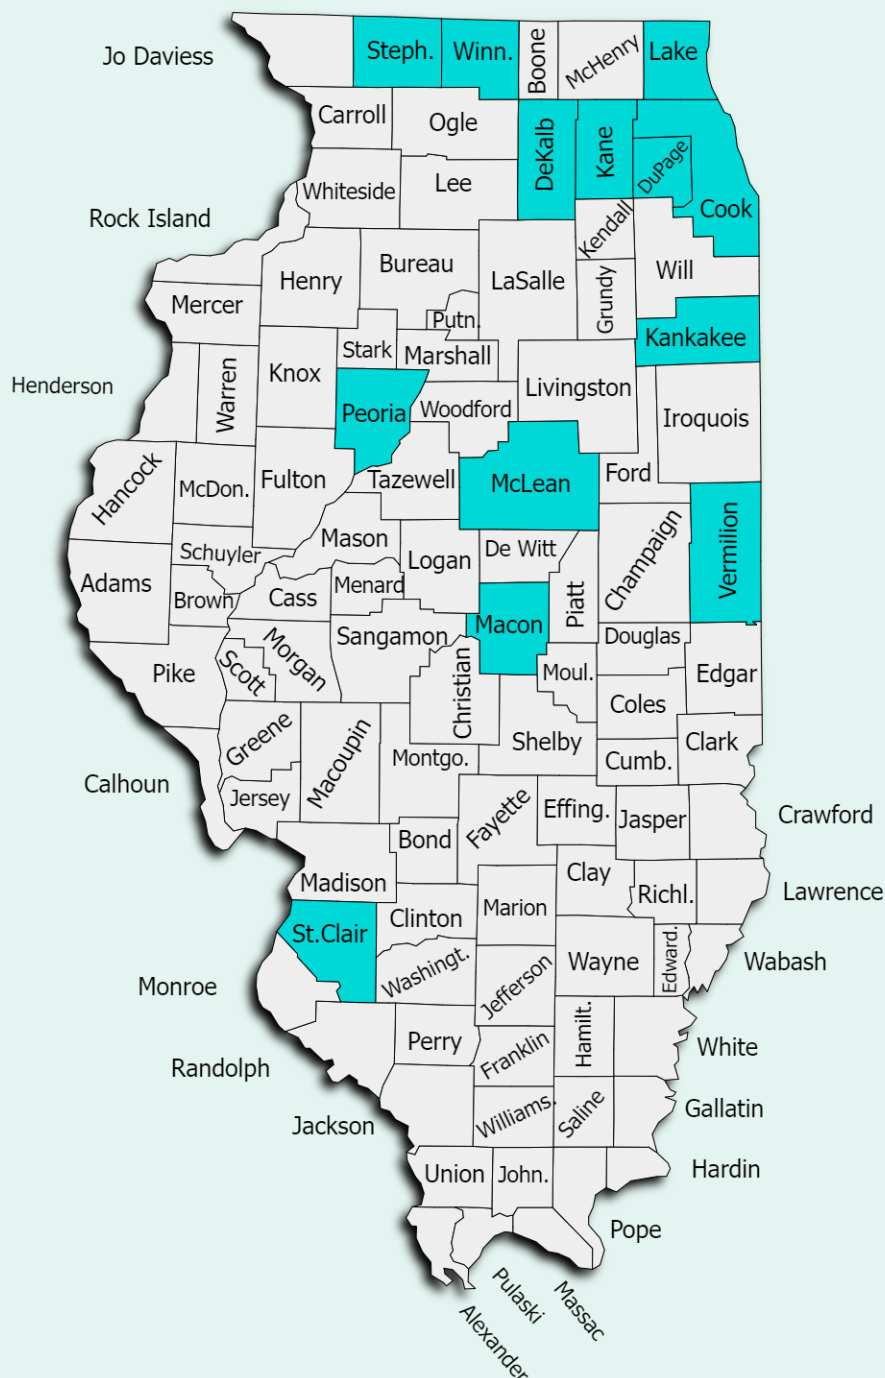 Jo Daviess
Steph.
Winn.
Boone
McHenry
Lake
Carroll
Ogle
DeKalb
Kane
DuPage
Cook
Whiteside
Lee
Rock Island
Kendall
Henry
Bureau
LaSalle
Will
Mercer
Putn.
Grundy
Kankakee
Stark
Marshall
Henderson
Warren
Knox
Peoria
Woodford
Livingston
Iroquois
Hancock
McDon.
Fulton
Tazewell
McLean
Ford
Schuyler
Mason
Logan
De Witt
Champaign
Vermilion
Adams
Brown
Cass
Menard
Piatt
Macon
Sangamon
Douglas
Pike
Scott
Morgan
Christian
Moul.
Edgar
Coles
Greene
Macoupin
Montgo.
Shelby
Cumb.
Clark
Calhoun
Jersey
Fayette
Effing.
Jasper
Crawford
Bond
Madison
Clay
Richl.
Lawrence
St.Clair
Clinton
Marion
Wayne
Edward.
Wabash
Monroe
Washingt.
Jefferson
Hamilt.
White
Randolph
Perry
Franklin
Jackson
Williams.
Saline
Gallatin
Union
John.
Hardin
Pope
Pulaski
Massac
Alexander